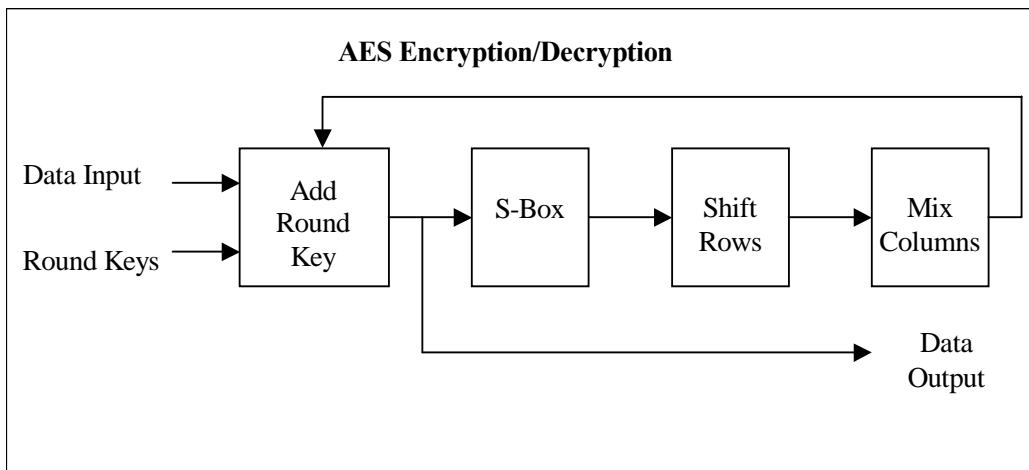 AES Encryption/Decryption
Data Input
Round Keys
Add
Round
Key
S-Box
Shift
Rows
Mix
Columns
Data
Output